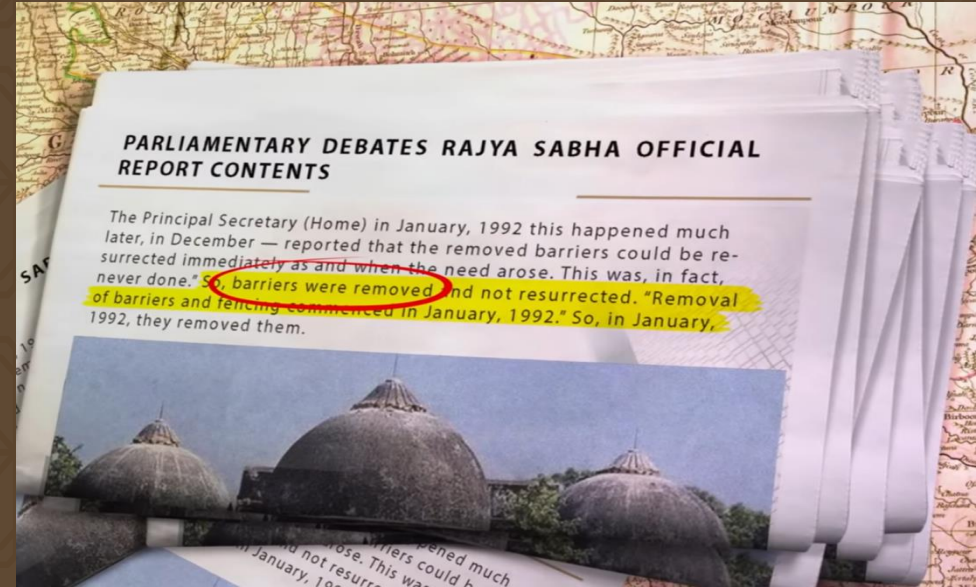 PARLIAMENTARY DEBATES RAJYA SABHA OFFICIAL
REPORT CONTENTS
The Principal Secretary (Home) in January, 1992 this happened much
later, in December — reported that the removed barriers could be re-
surrected immediately as and when the need arose. This was, in fact,
never done." So, barriers were removed and not resurrected. "Removal
of barriers and fencing commenced in January, 1992." So, in January,
1992, they removed them.